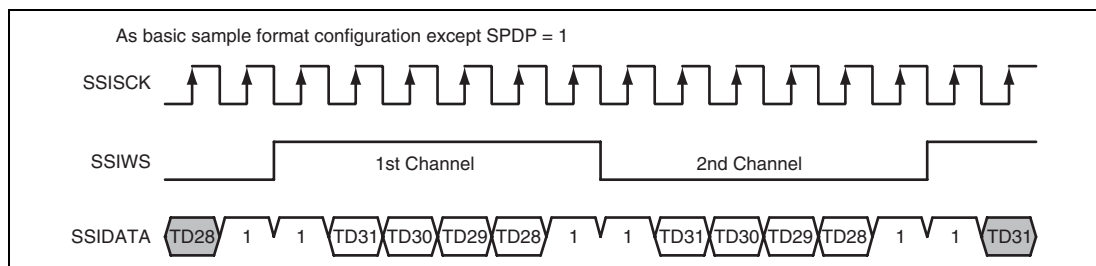 As basic sample format configuration except SPDP = 1
SSISCK
SSIWS 1st Channel 2nd Channel
SSIDATA TD28 1 1 TD31 TD30 TD29 TD28 1 1 TD31 TD30 TD29 TD28 1 1 TD31